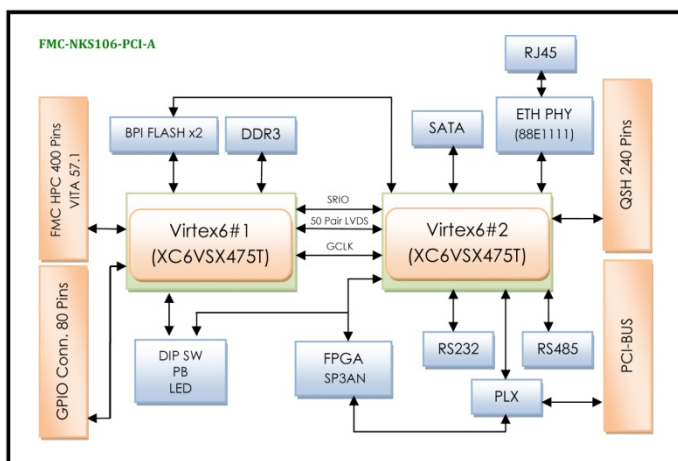 FMC-NKS106-PCI-A
RJ45
FMC HPC 400 Pins
VITA 57.1
BPI FLASH x2
DDR3
SATA
ETH PHY
(88E1111)
QSH 240 Pins
SRIO
50 Pair LVDS
GCLK
Virtex6#1
(XC6VSX475T)
Virtex6#2
(XC6VSX475T)
GPIO Conn. 80 Pins
DIP SW
PB
LED
FPGA
SP3AN
RS232
RS485
PLX
PCI-BUS